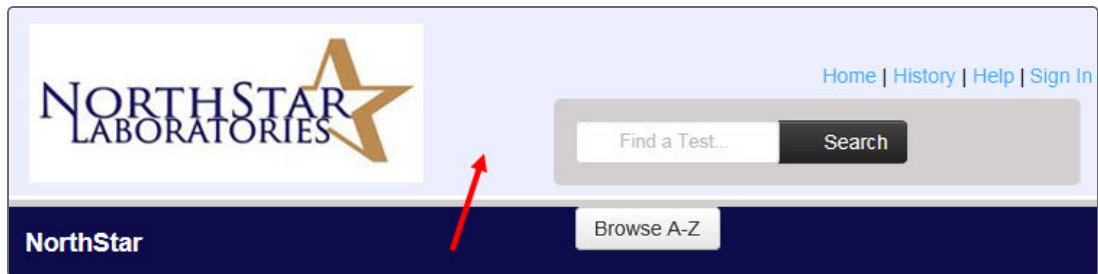 NORTHSTAR
LABORATORIES
Home | History | Help | Sign In
Find a Test...
Search
Browse A-Z
NorthStar